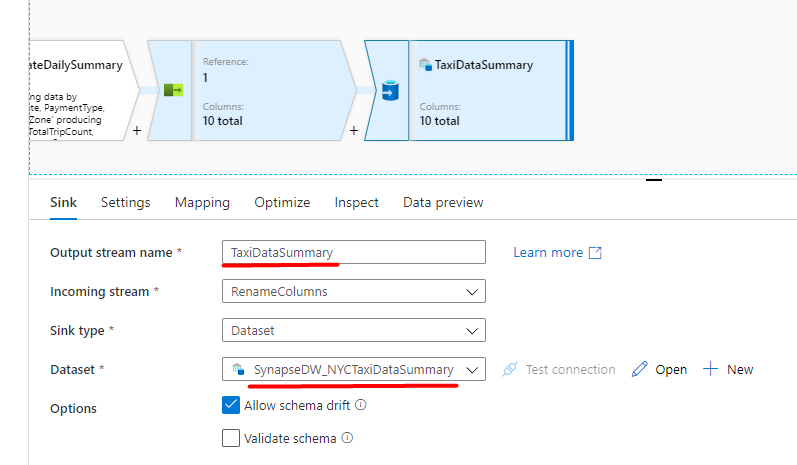 ateDailySummary
ng data by
te, PaymentType,
Zone' producing
TotalTripCount,
+
Reference:
1
Columns:
10 total
+
TaxiDataSummary
Columns:
10 total
Sink Settings Mapping Optimize Inspect Data preview
Output stream name * TaxiDataSummary Learn more
Incoming stream * RenameColumns
Sink type * Dataset
Dataset * SynapseDW_NYCTaxiDataSummary Test connection Open + New
Options Allow schema drift
Validate schema